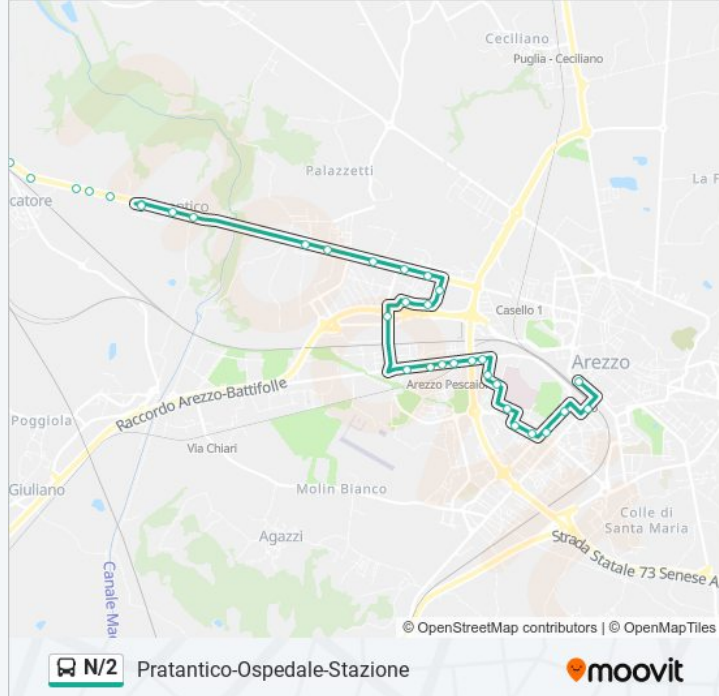 Ceciliano
Puglia - Ceciliano
Palazzetti
La F
catore
antico
Casello 1
Arezzo
Arezzo Pescaio
Raccordo Arezzo-Battifolle
Poggiola
Via Chiari
Giuliano
Molin Bianco
Colle di
Santa Maria
Agazzi
Strada Statale 73 Senese A
Canale Mae
© OpenStreetMap contributors | © OpenMapTiles
N/2 Pratantico-Ospedale-Stazione
moovit